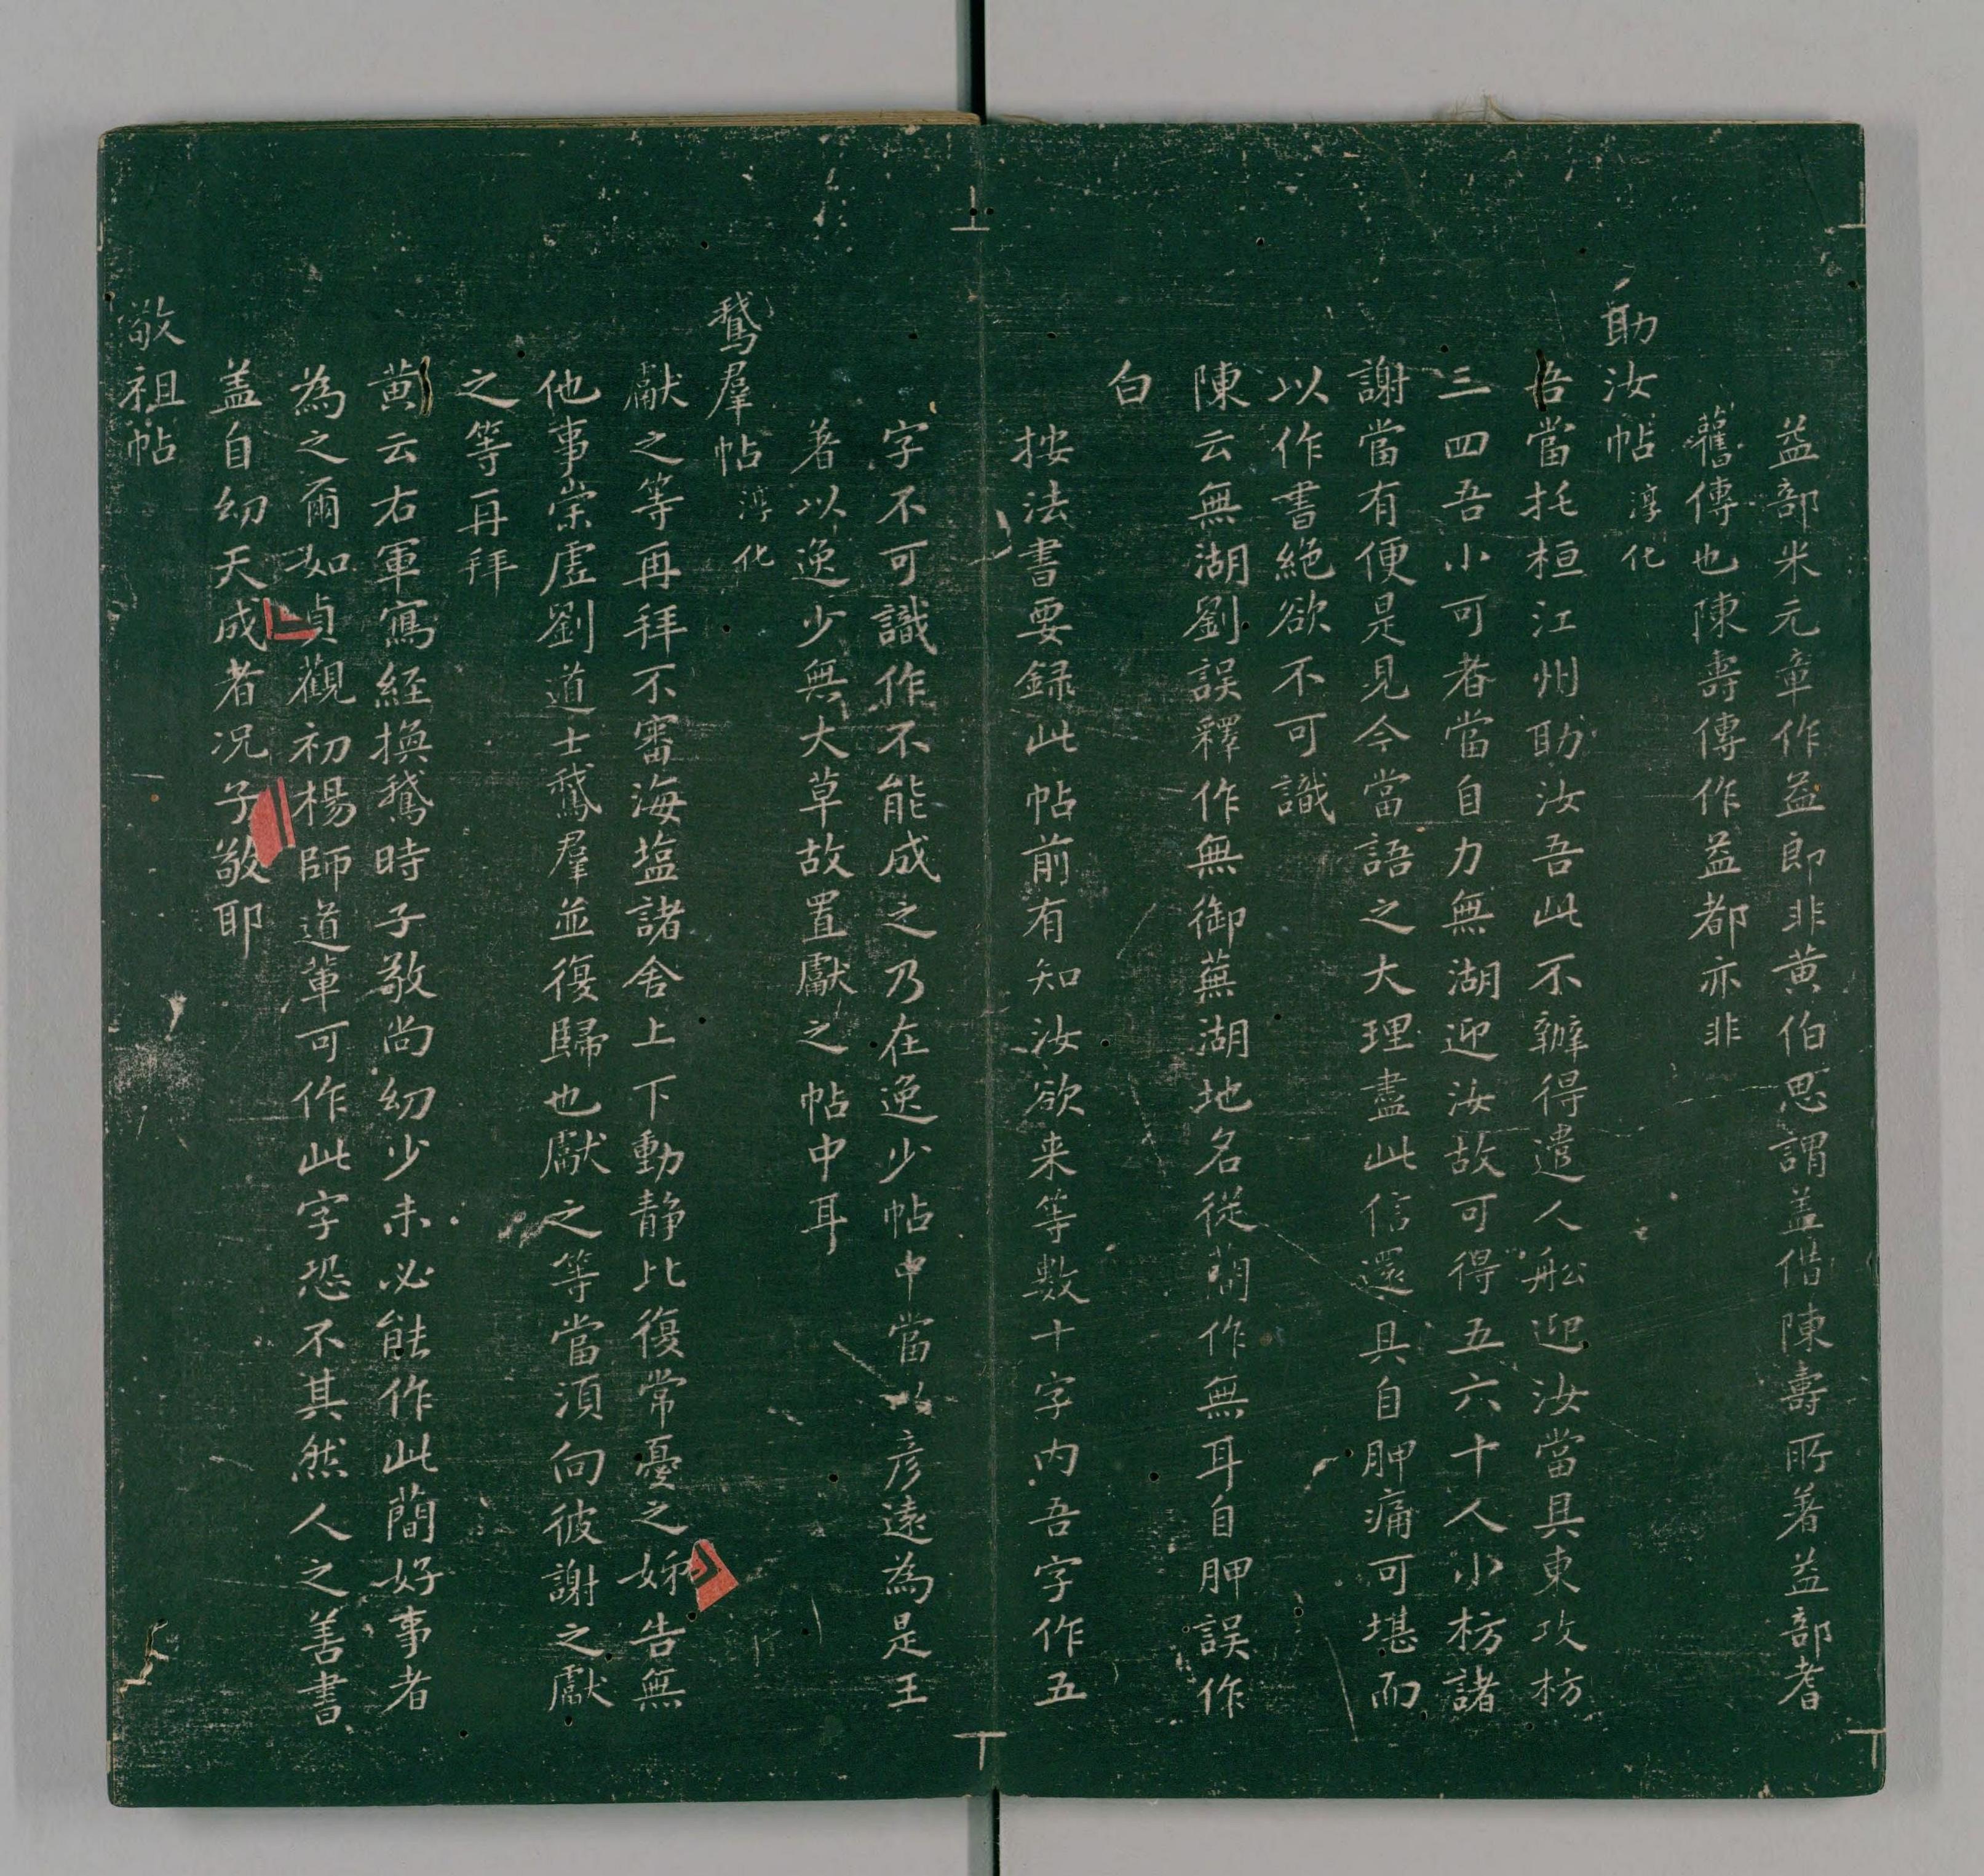 益部米元章作益即非黄伯思謂盖借陳壽所著益部耆
舊傳也陳壽傳作益都亦非
助汝帖 淳化
吾當托桓江州助汝吾此不辦得遣人船迎汝當具東攻枋
三四吾小可者當自力無湖迎汝故可得五六十人小枋諸
謝當有便是見今當語之大理盡此信還具自胛痛可堪而
以作書絶欲不可識
陳云無湖劉誤釋作無御蕪湖地名從蕳作無耳自胛誤作
白
按法書要録此帖前有知汝欲来等數十字内吾字作五
字不可識作不能成之乃在逸少帖中當以彦遠為是王
著以逸少無大草故置獻之帖中耳
鵞羣帖 淳化
獻之等再拜不審海塩諸舍上下動静比復常憂之姊告無
他事崇虚劉道士鵞羣並復歸也獻之等當須向彼謝之獻
之等再拜
黄云右軍寫経換鵞時子敬尚幼少未必能作此蕳好事者
為之爾如貞觀初楊師道軰可作此字恐不其然人之善書
盖自幼天成者況子敬耶
敬祖帖